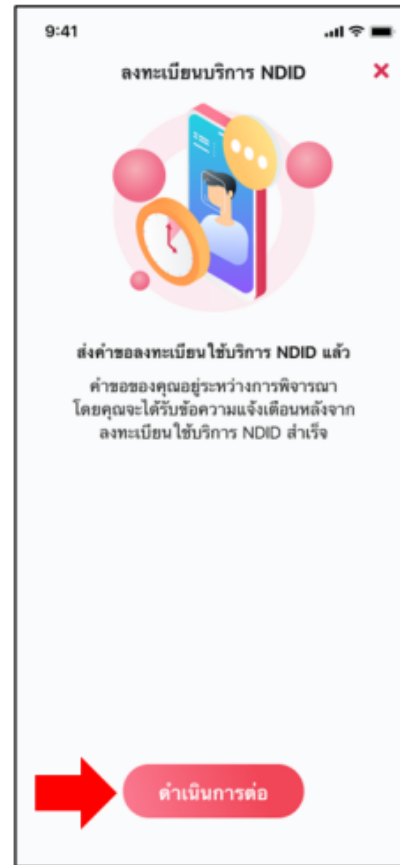 9:41
ลงทะเบียนบริการ NDID
ส่งคำขอลงทะเบียนใช้บริการ NDID แล้ว
คำขอของคุณอยู่ระหว่างการพิจารณา
โดยคุณจะได้รับข้อความแจ้งเตือนหลังจาก
ลงทะเบียนใช้บริการ NDID สำเร็จ
ดำเนินการต่อ